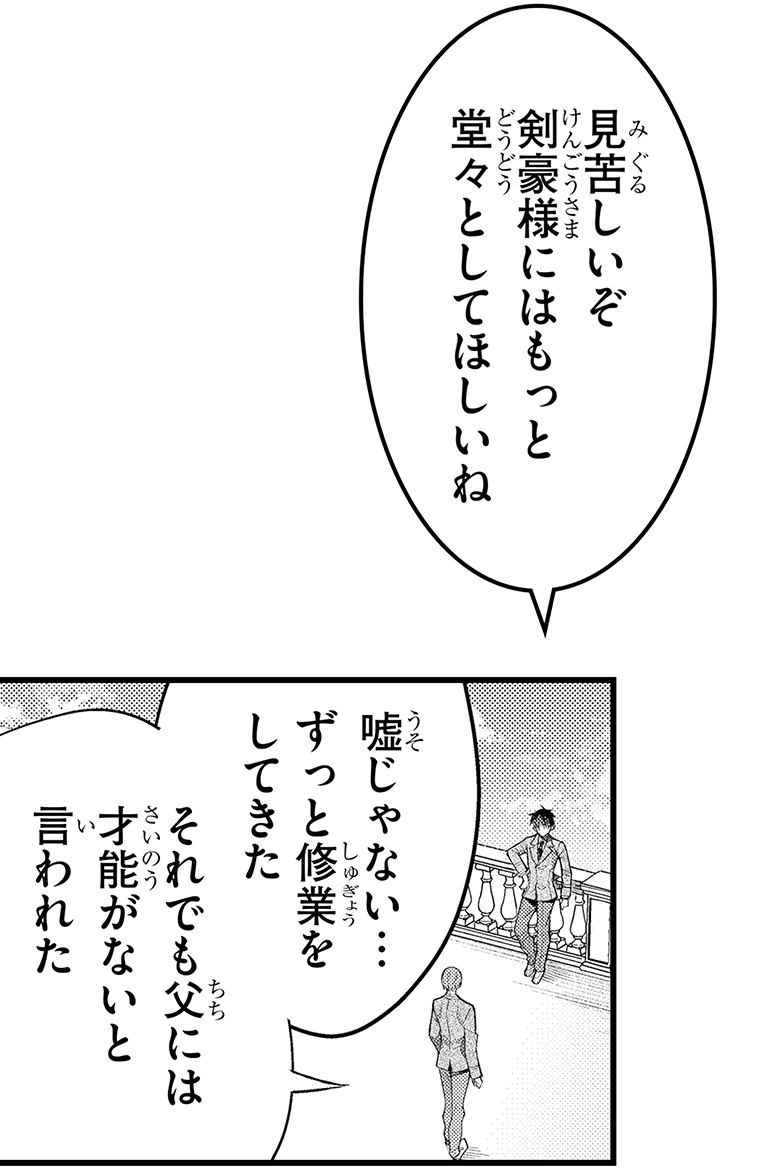 見苦しいぞ
剣豪様にはもっと
堂々としてほしいね
嘘じゃない…
ずっと修業を
してきた
それでも父には
才能がないと
言われた